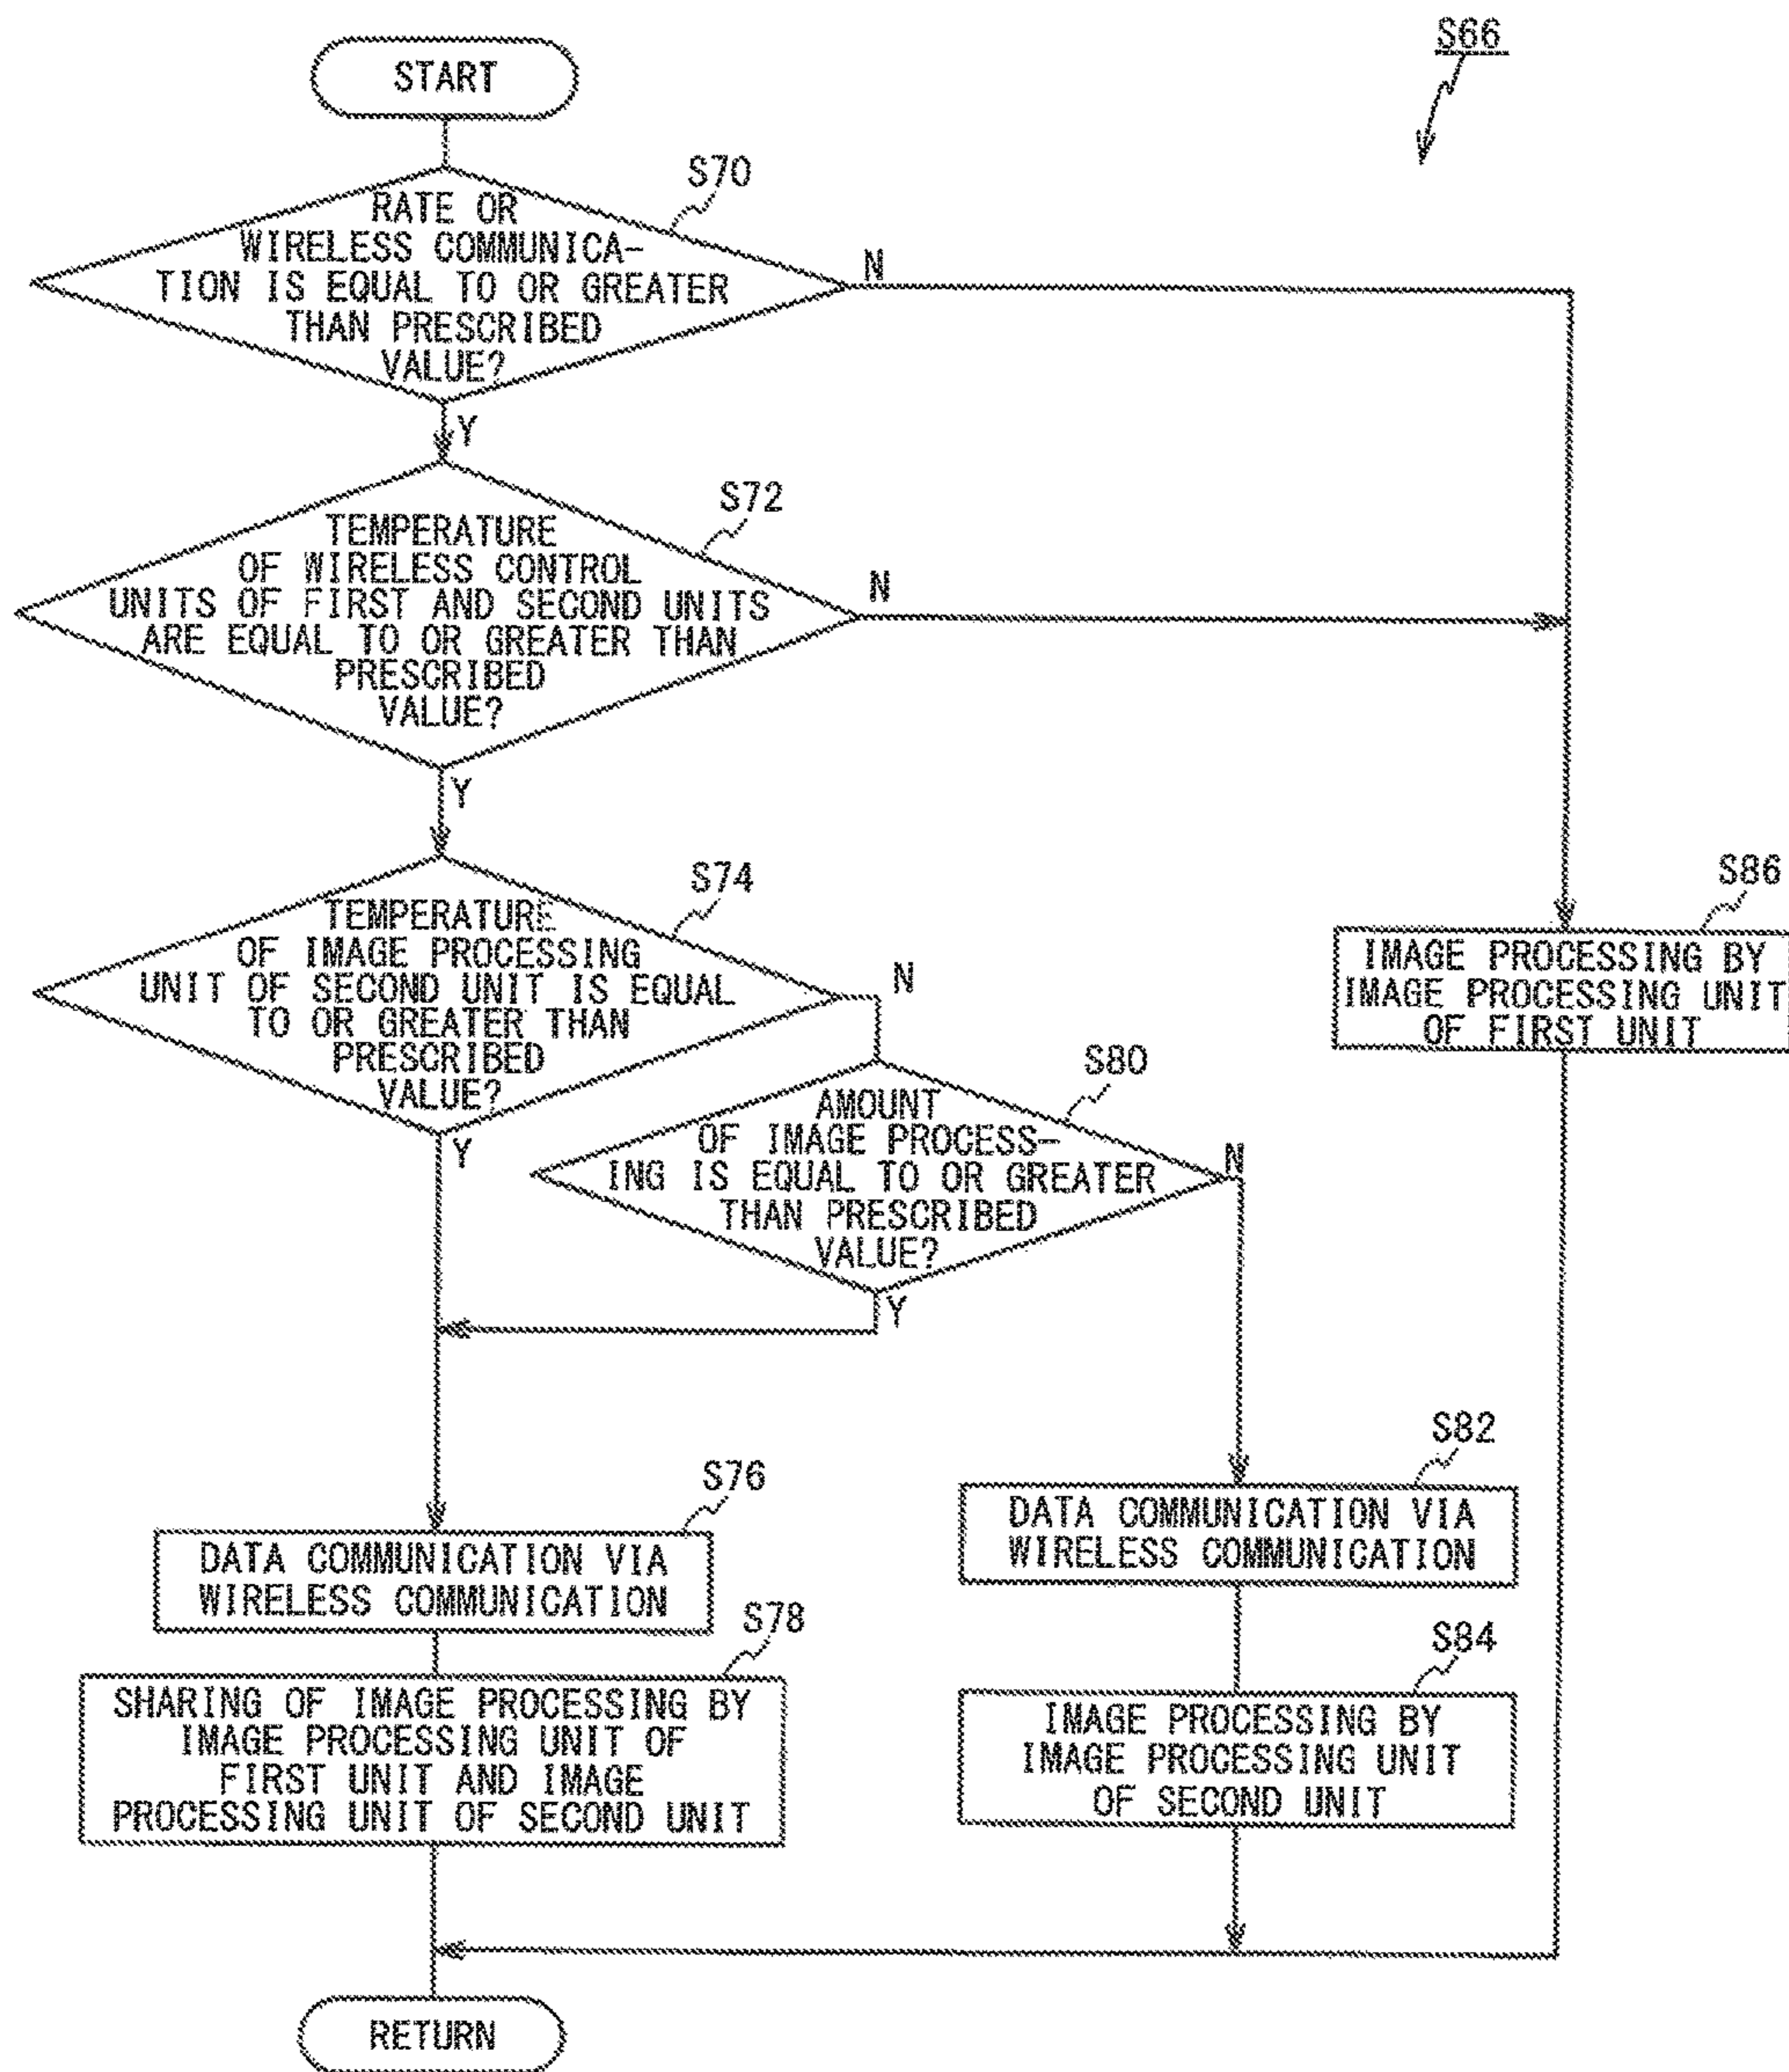 S66
START
S70
RATE OR
WIRELESS COMMUNICA-
TION IS EQUAL TO OR GREATER
THAN PRESCRIBED
VALUE?
N
Y
S72
TEMPERATURE
OF WIRELESS CONTROL
UNITS OF FIRST AND SECOND UNITS
ARE EQUAL TO OR GREATER THAN
PRESCRIBED
VALUE?
N
Y
S74
TEMPERATURE
OF IMAGE PROCESSING
UNIT OF SECOND UNIT IS EQUAL
TO OR GREATER THAN
PRESCRIBED
VALUE?
N
Y
S86
IMAGE PROCESSING BY
IMAGE PROCESSING UNIT
OF FIRST UNIT
S80
AMOUNT
OF IMAGE PROCESS-
ING IS EQUAL TO OR GREATER
THAN PRESCRIBED
VALUE?
N
Y
S76
DATA COMMUNICATION VIA
WIRELESS COMMUNICATION
S78
SHARING OF IMAGE PROCESSING BY
IMAGE PROCESSING UNIT OF
FIRST UNIT AND IMAGE
PROCESSING UNIT OF SECOND UNIT
S82
DATA COMMUNICATION VIA
WIRELESS COMMUNICATION
S84
IMAGE PROCESSING BY
IMAGE PROCESSING UNIT
OF SECOND UNIT
RETURN